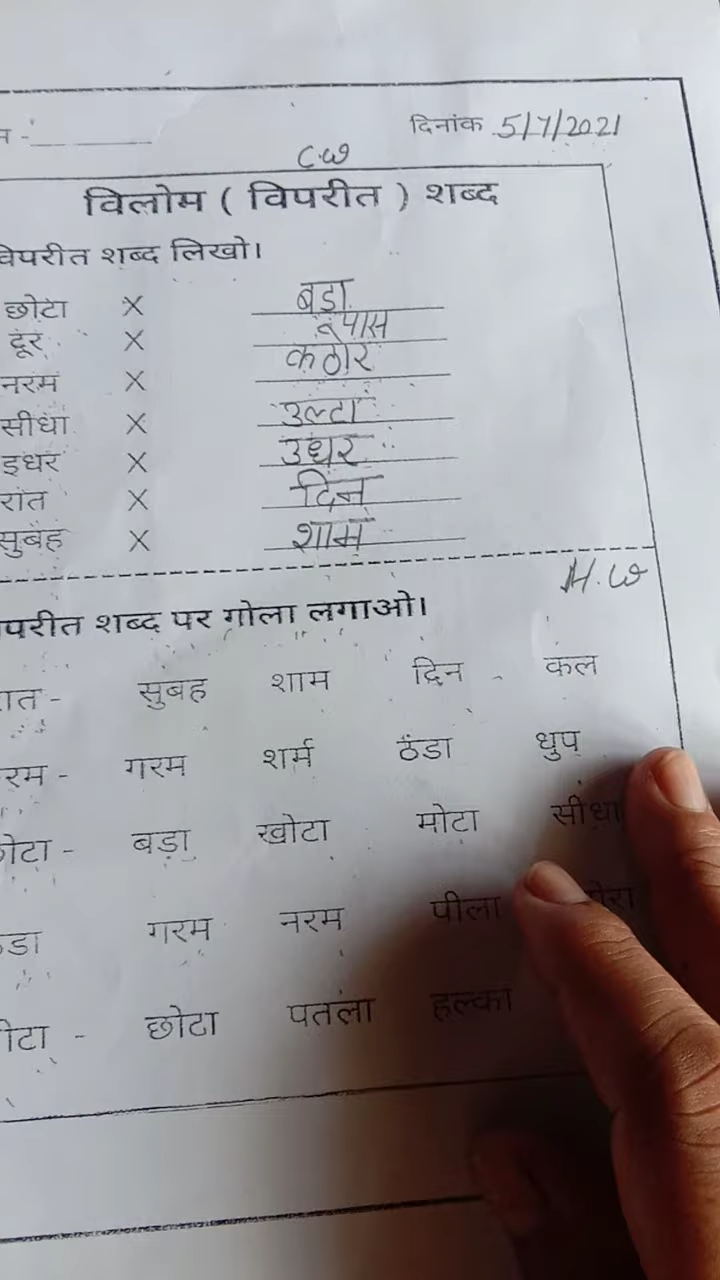 दिनांक 5/7/2021
C.W
विलोम ( विपरीत ) शब्द
विपरीत शब्द लिखो।
छोटा X बड़ा
दूर X पास
नरम X कठोर
सीधा X उल्टा
इधर X उधर
रात X दिन
सुबह X शाम
H.W
विपरीत शब्द पर गोला लगाओ।
रात - सुबह शाम दिन कल
गरम शर्म ठंडा धुप
बड़ा खोटा मोटा सीधा
गरम नरम पीला
छोटा पतला हल्का